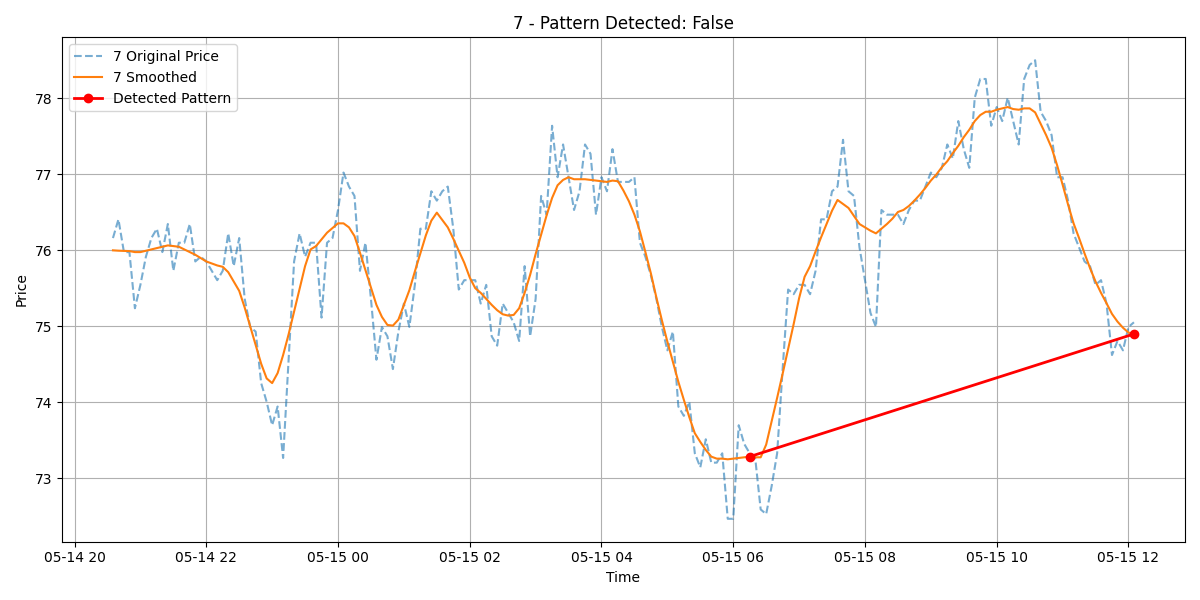 7 - Pattern Detected: False
7 Original Price
7 Smoothed
Detected Pattern
Price
78
77
76
75
74
73
05-14 20
05-14 22
05-15 00
05-15 02
05-15 04
05-15 06
05-15 08
05-15 10
05-15 12
Time